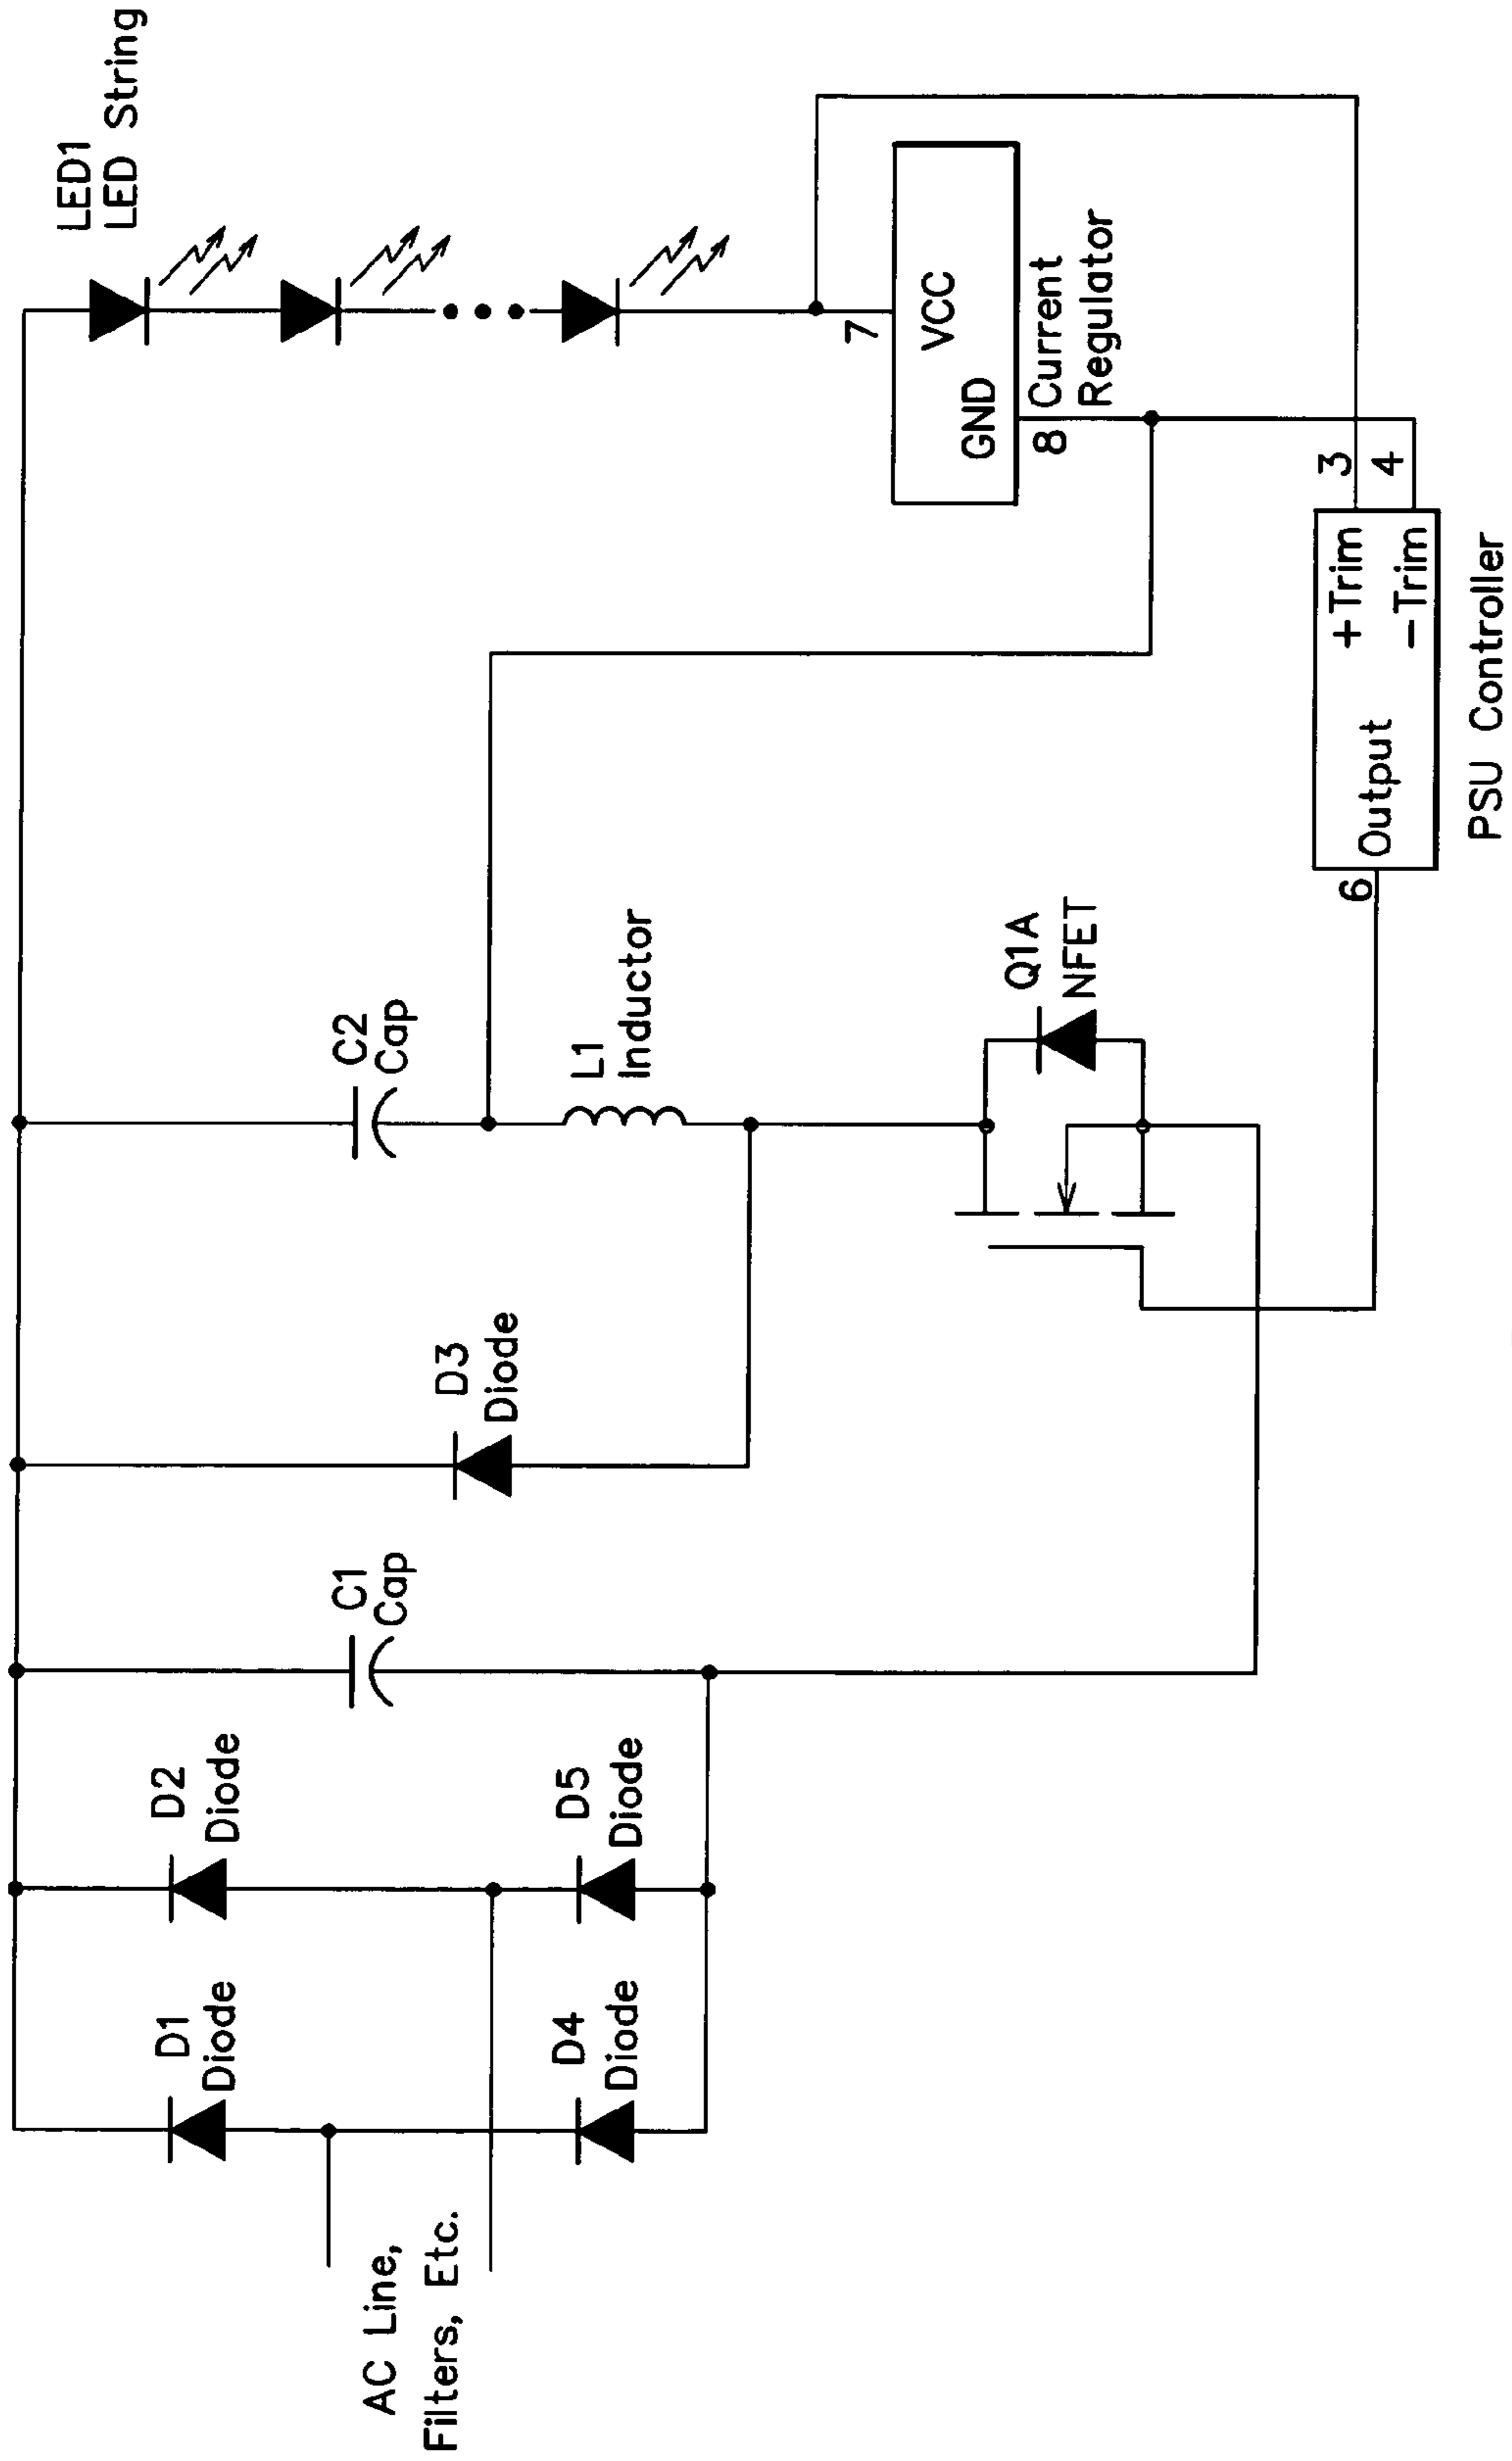 LED1
LED String
D1
Diode
D2
Diode
C1
Cap
D3
Diode
C2
Cap
L1
Inductor
AC Line,
Filters, Etc.
D4
Diode
D5
Diode
7
VCC
GND
8
Current
Regulator
Q1A
NFET
3
4
+Trim
-Trim
6
Output
PSU Controller